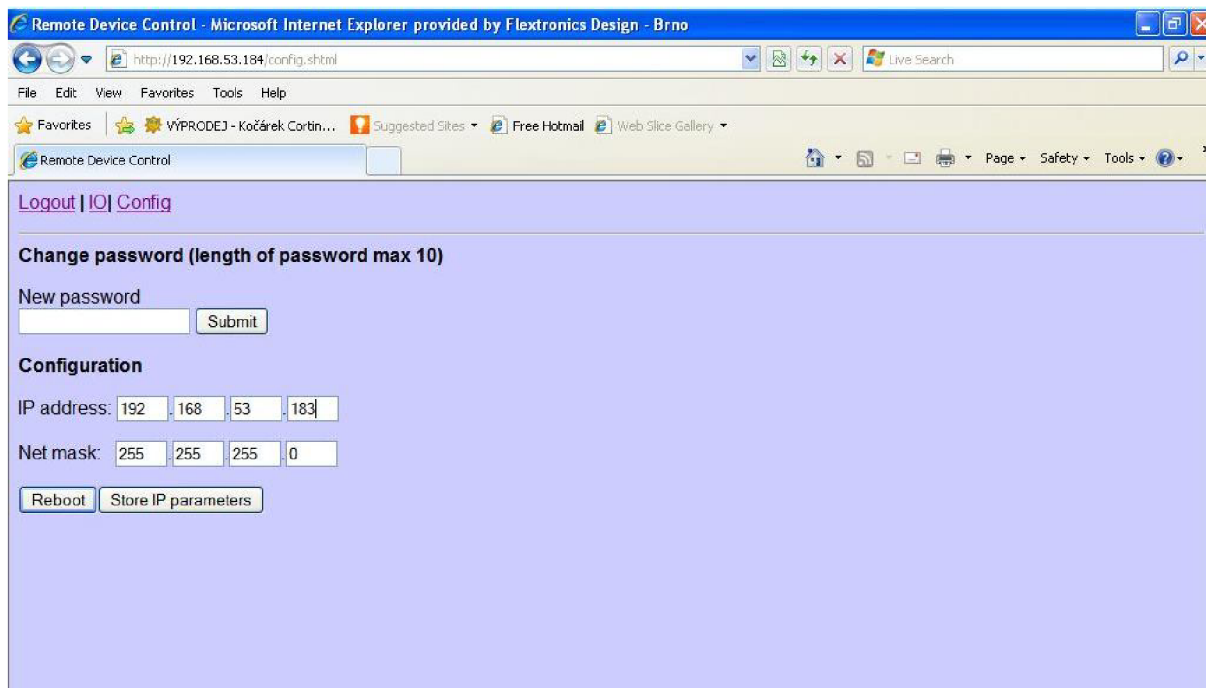 Remote Device Control - Microsoft Internet Explorer provided by Flextronics Design - Brno
http://192.168.53.184/config.shtml Live Search
File Edit View Favorites Tools Help
Favorites VÝPRODEJ - Kočárek Cortin... Suggested Sites Free Hotmail Web Slice Gallery
Remote Device Control Page Safety Tools
Logout | IO| Config
Change password (length of password max 10)
New password
Submit
Configuration
IP address: 192 . 168 . 53 . 183
Net mask: 255 . 255 . 255 . 0
Reboot Store IP parameters